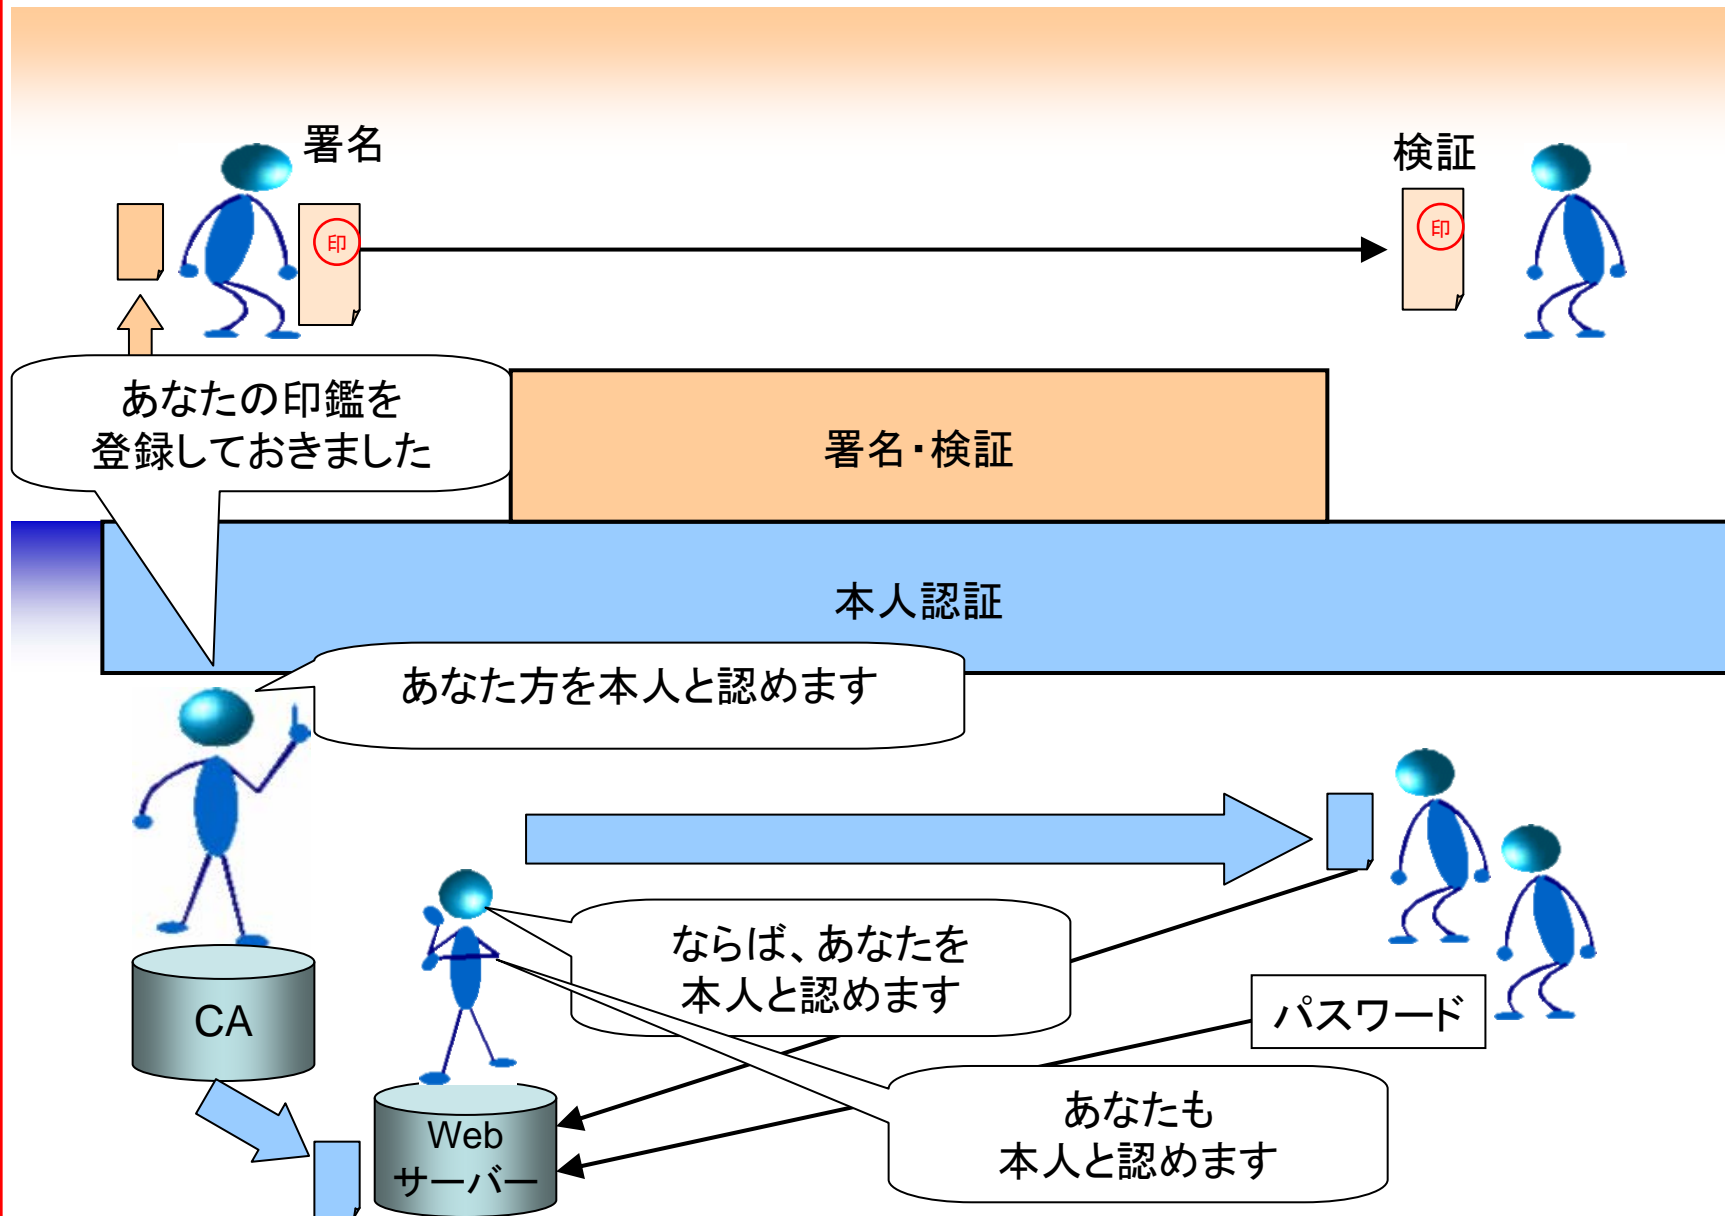 署名
検証
印
印
あなたの印鑑を
登録しておきました
署名・検証
本人認証
あなた方を本人と認めます
ならば、あなたを
本人と認めます
CA
パスワード
あなたも
本人と認めます
Web
サーバー